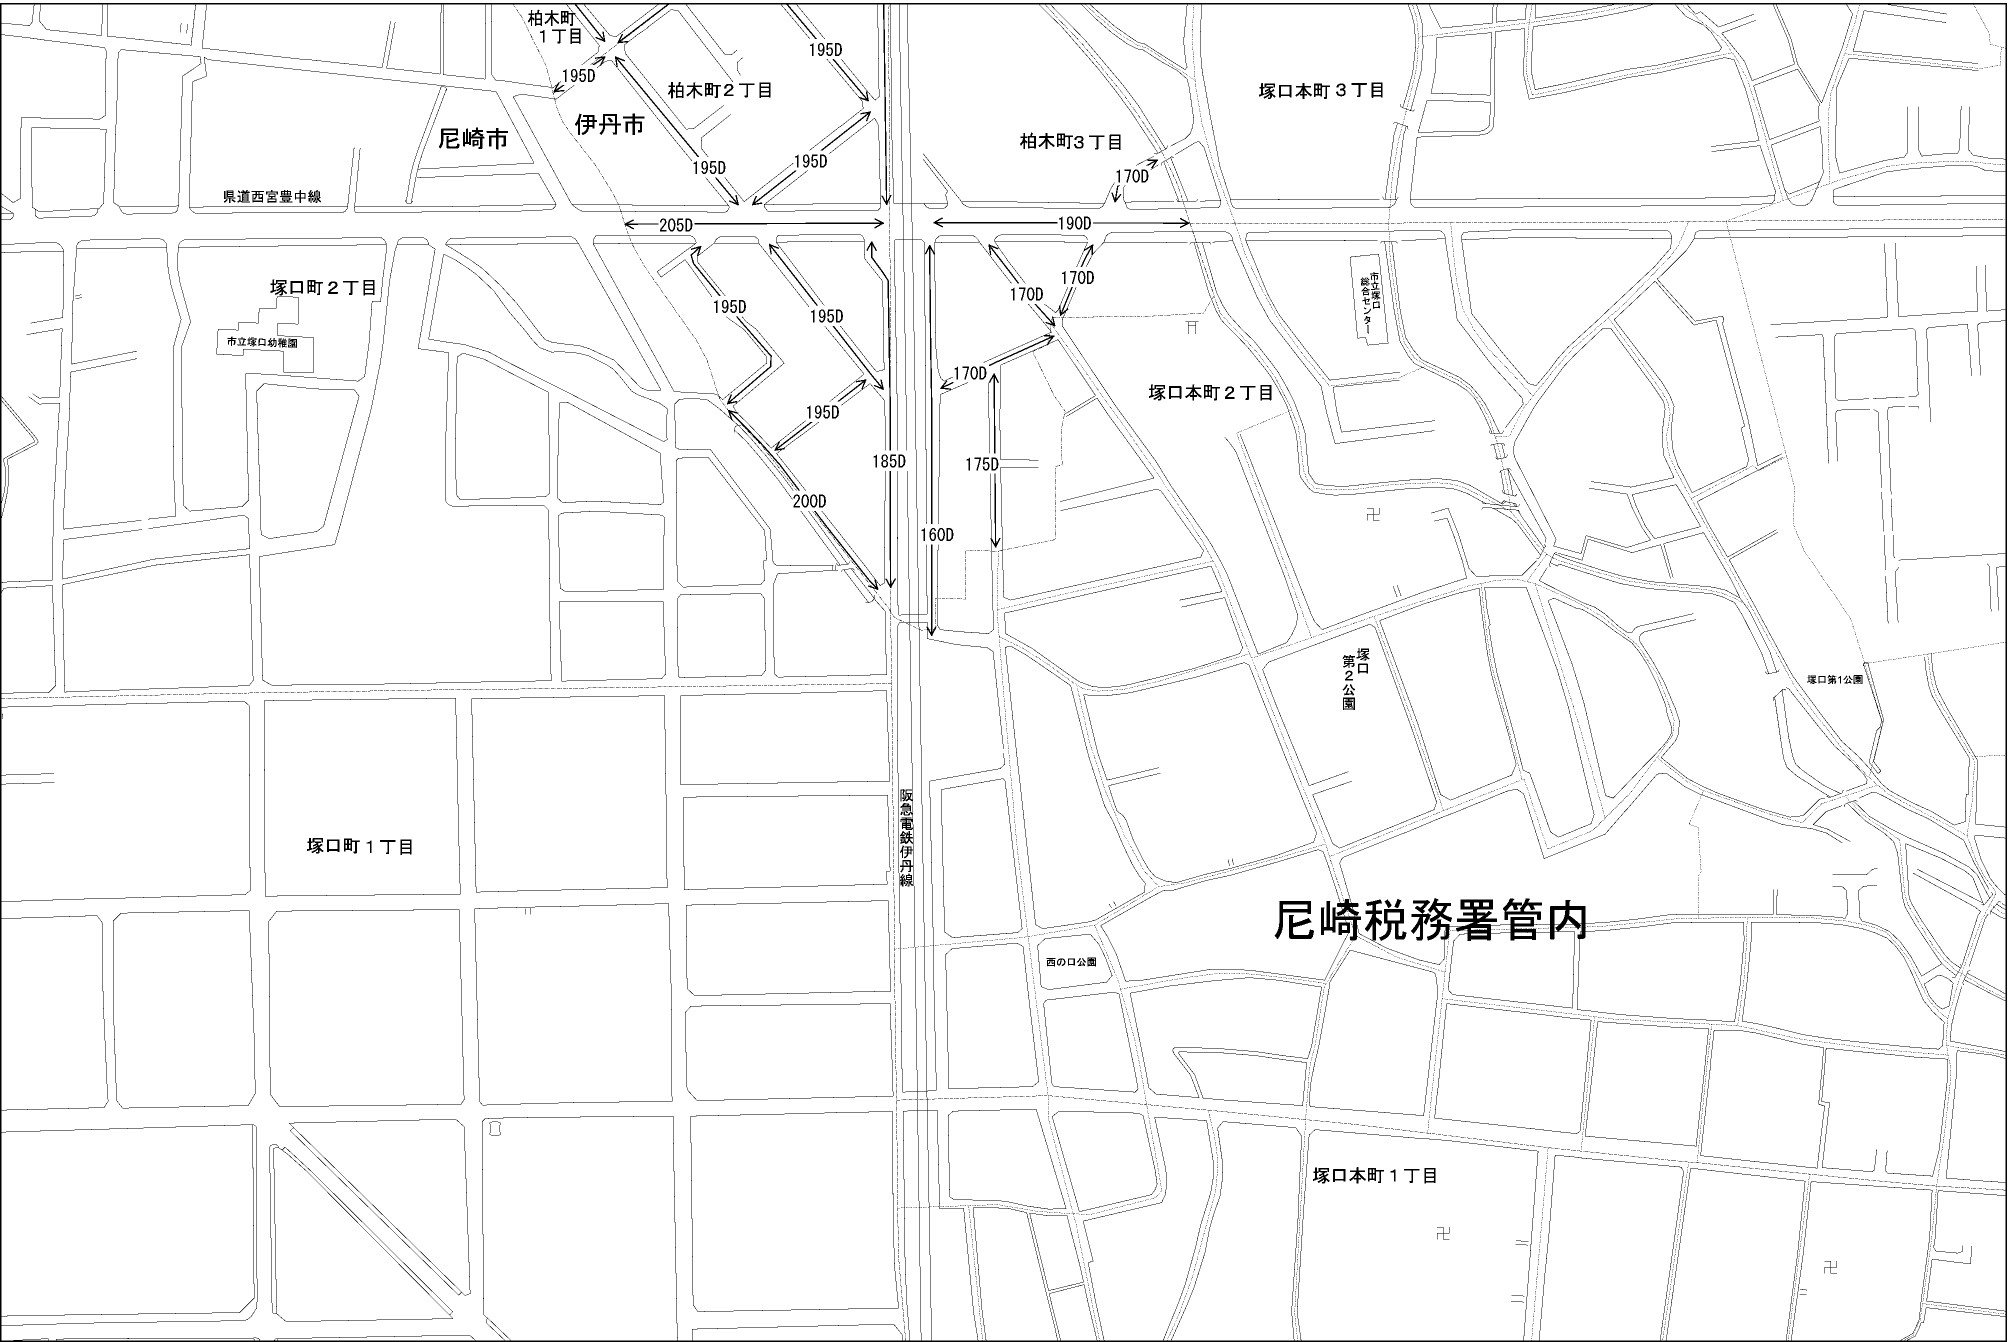 柏木町
1丁目
195D
195D
柏木町2丁目
塚口本町3丁目
尼崎市
伊丹市
柏木町3丁目
195D
195D
170D
県道西宮豊中線
205D
190D
塚口町2丁目
市立塚口幼稚園
195D
195D
170D
170D
市立塚口
総合センター
170D
195D
塚口本町2丁目
185D
175D
200D
160D
塚口
第2公園
塚口第1公園
阪急電鉄伊丹線
塚口町1丁目
尼崎税務署管内
西の口公園
塚口本町1丁目